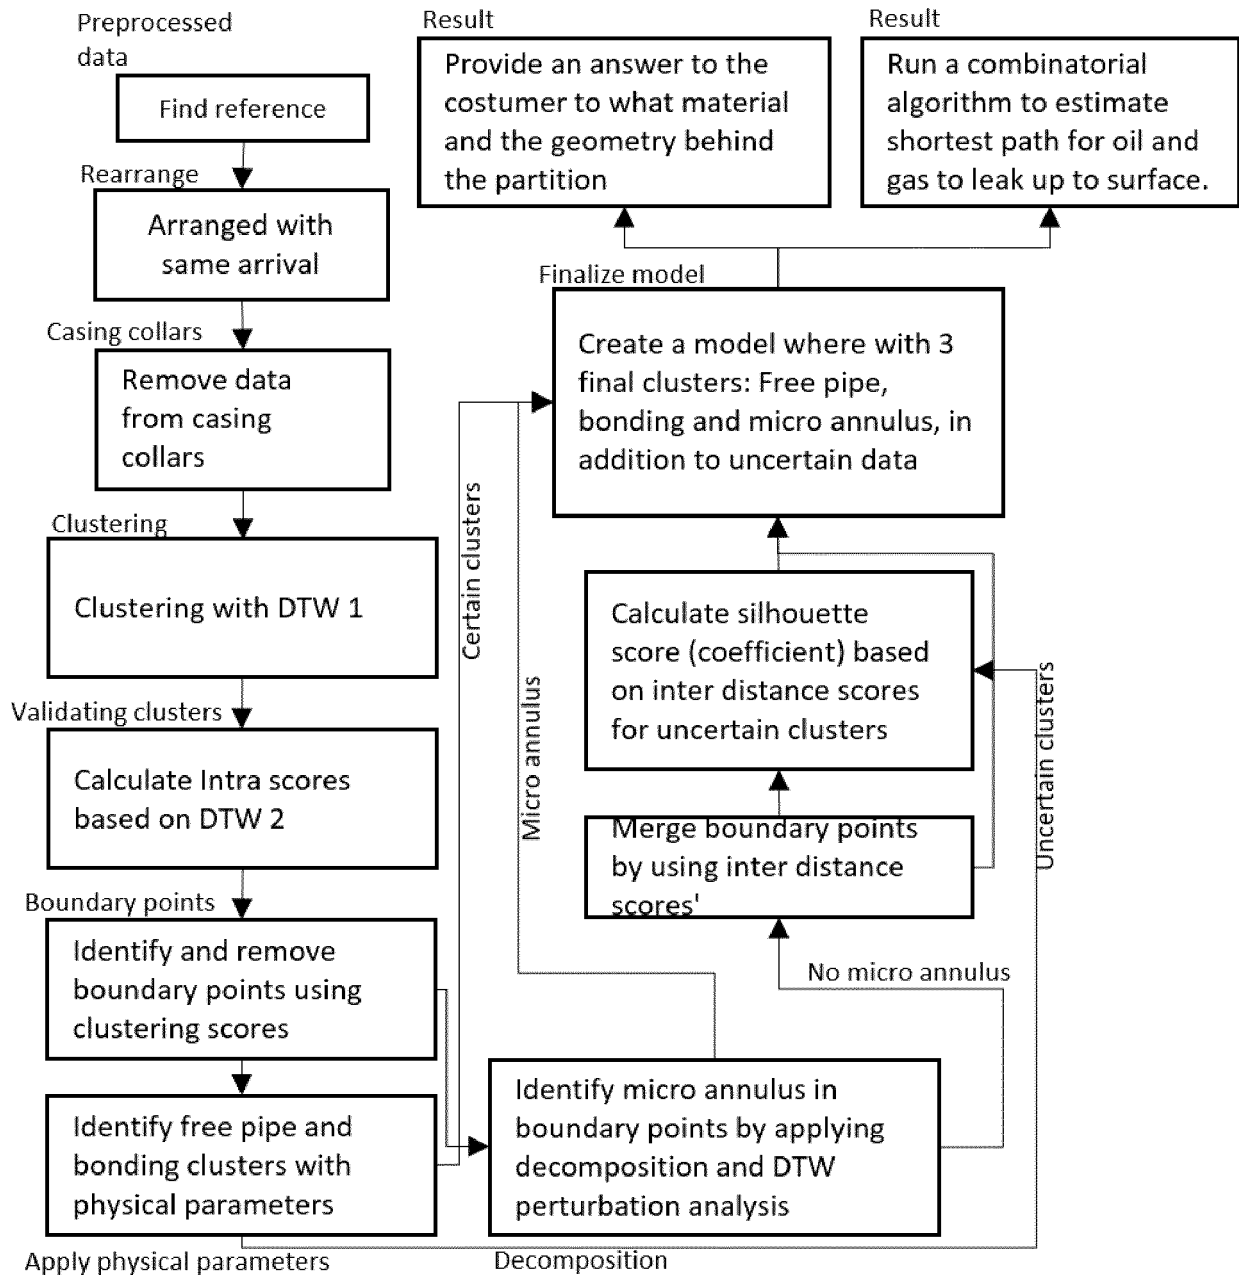 Preprocessed
data
Find reference
Rearrange
Arranged with
same arrival
Casing collars
Remove data
from casing
collars
Clustering
Clustering with DTW 1
Validating clusters
Calculate Intra scores
based on DTW 2
Boundary points
Identify and remove
boundary points using
clustering scores
Identify free pipe and
bonding clusters with
physical parameters
Apply physical parameters
Result
Provide an answer to the
costumer to what material
and the geometry behind
the partition
Result
Run a combinatorial
algorithm to estimate
shortest path for oil and
gas to leak up to surface.
Finalize model
Create a model where with 3
final clusters: Free pipe,
bonding and micro annulus, in
addition to uncertain data
Certain clusters
Micro annulus
Calculate silhouette
score (coefficient) based
on inter distance scores
for uncertain clusters
Uncertain clusters
Merge boundary points
by using inter distance
scores'
No micro annulus
Identify micro annulus in
boundary points by applying
decomposition and DTW
perturbation analysis
Decomposition